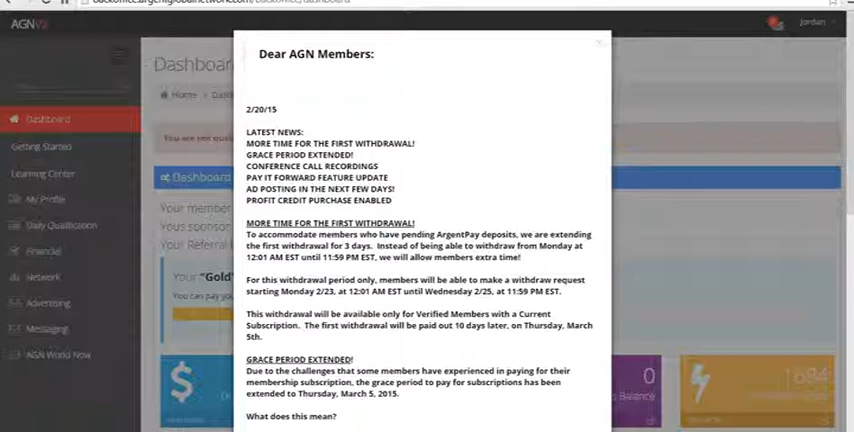 AGN
Jordan
Dear AGN Members:
Dashboard
Home
2/20/15
Dashboard
LATEST NEWS:
You are not
MORE TIME FOR THE FIRST WITHDRAWAL!
Getting Started
GRACE PERIOD EXTENDED!
CONFERENCE CALL RECORDINGS
Learning Center
Dashboard
PAY IT FORWARD FEATURE UPDATE
AD POSTING IN THE NEXT FEW DAYS!
My Profile
PROFIT CREDIT PURCHASE ENABLED
Your member
Daily Qualification
MORE TIME FOR THE FIRST WITHDRAWAL!
Your Referral
To accommodate members who have pending ArgentPay deposits, we are extending
Financial
the first withdrawal for 3 days. Instead of being able to withdraw from Monday at
12:01 AM EST until 11:59 PM EST, we will allow members extra time!
Network
Your "Gold"
For this withdrawal period only, members will be able to make a withdraw request
You can pay
starting Monday 2/23, at 12:01 AM EST until Wednesday 2/25, at 11:59 PM EST.
Advertising
This withdrawal will be available only for Verified Members with a Current
Messaging
Subscription. The first withdrawal will be paid out 10 days later, on Thursday, March
5th.
AGN World Now
GRACE PERIOD EXTENDED!
Due to the challenges that some members have experienced in paying for their
membership subscription, the grace period to pay for subscriptions has been
extended to Thursday, March 5, 2015.
$
0
Balance
1684
What does this mean?